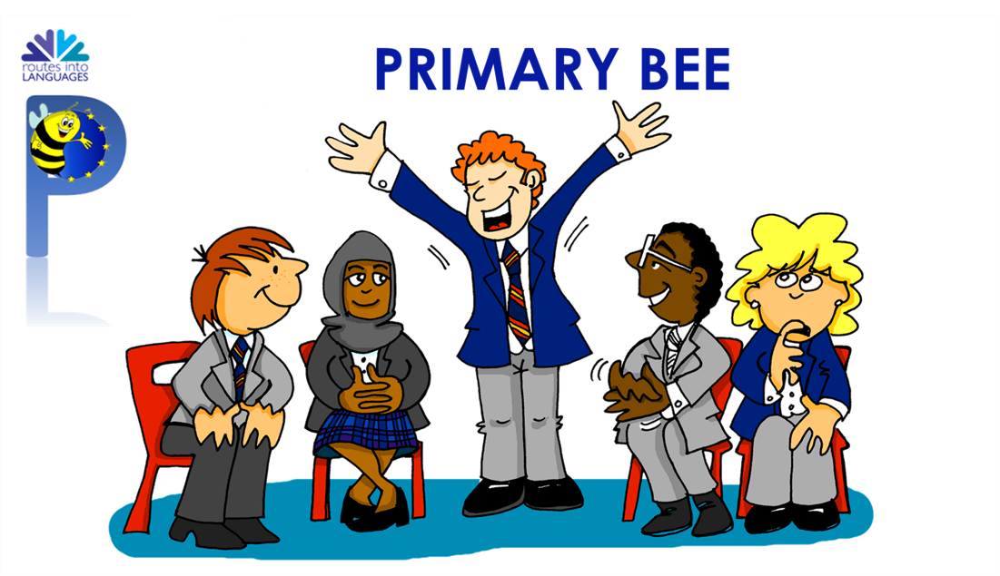 PRIMARY BEE
routes into
LANGUAGES
P